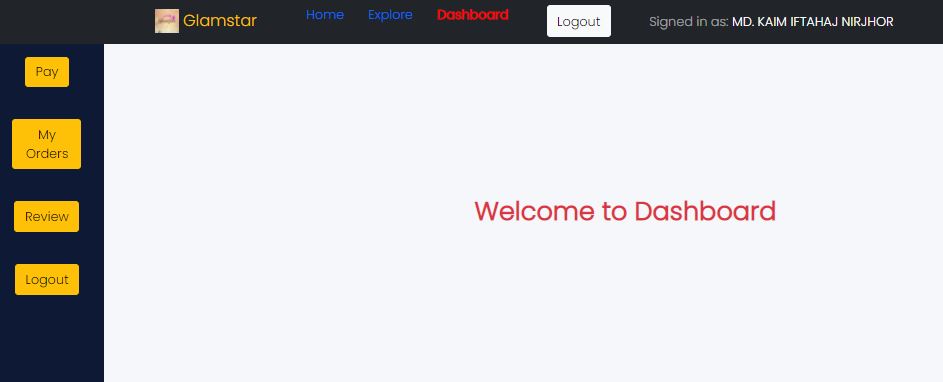 Glamstar Home Explore Dashboard Logout Signed in as: MD. KAIM IFTAHAJ NIRJHOR
Pay
My
Orders
Review
Logout
Welcome to Dashboard